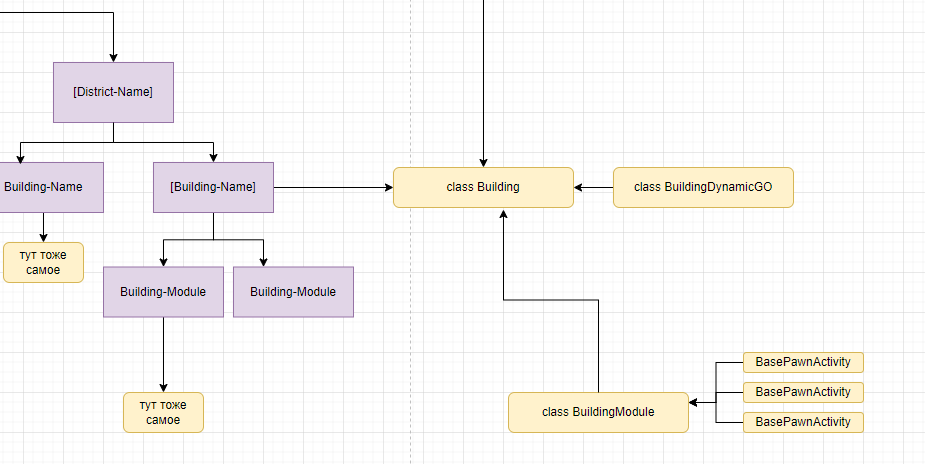 [District-Name]
Building-Name
[Building-Name]
class Building
class BuildingDynamicGO
тут тоже
самое
Building-Module
Building-Module
тут тоже
самое
class BuildingModule
BasePawnActivity
BasePawnActivity
BasePawnActivity